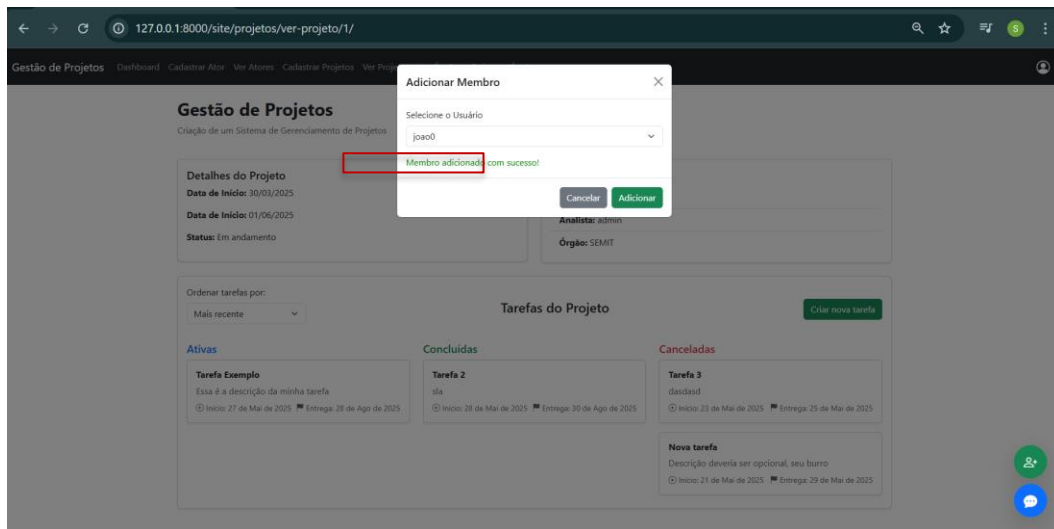 127.0.0.1:8000/site/projetos/ver-projeto/1/
S
Gestão de Projetos Dashboard Cadastrar Ator Ver Atores Cadastrar Projetos Ver
Adicionar Membro
Selecione o Usuário
joao0
Membro adicionado com sucesso!
Cancelar Adicionar
Gestão de Projetos
Criação de um Sistema de Gerenciamento de Projetos
Detalhes do Projeto
Data de Início: 30/03/2025
Data de Início: 01/06/2025
Status: Em andamento
Analista: admin
Órgão: SEMIT
Ordenar tarefas por:
Mais recente
Tarefas do Projeto
Criar nova tarefa
Ativas
Tarefa Exemplo
Essa é a descrição da minha tarefa
Início: 27 de Mai de 2025 Entrega: 28 de Ago de 2025
Concluídas
Tarefa 2
sla
Início: 28 de Mai de 2025 Entrega: 30 de Ago de 2025
Canceladas
Tarefa 3
dasdasd
Início: 23 de Mai de 2025 Entrega: 25 de Mai de 2025
Nova tarefa
Descrição deveria ser opcional, seu burro
Início: 21 de Mai de 2025 Entrega: 29 de Mai de 2025